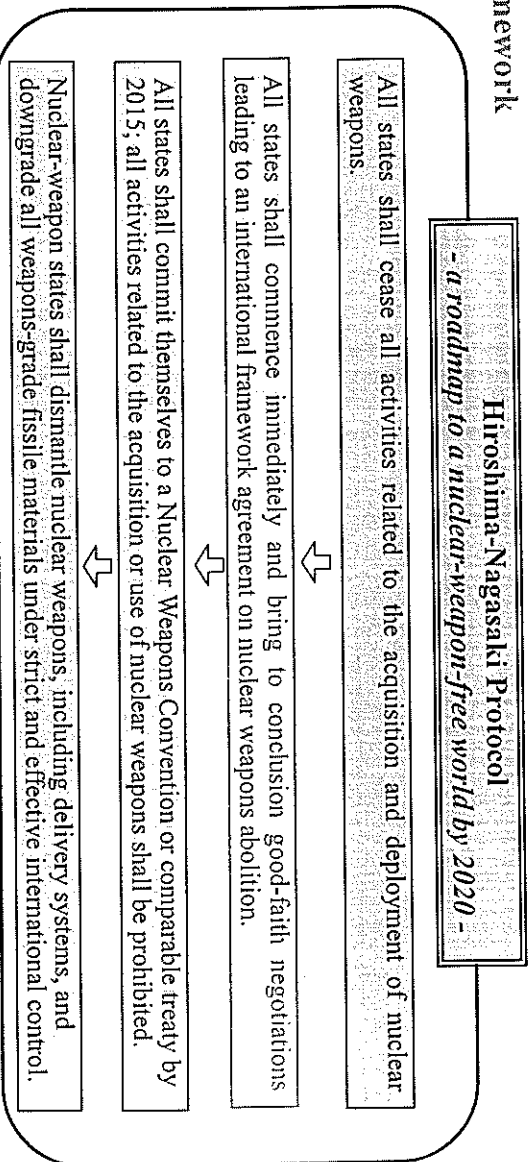 nework
Hiroshima-Nagasaki Protocol
- a roadmap to a nuclear-weapon-free world by 2020 -
All states shall cease all activities related to the acquisition and deployment of nuclear
weapons.
All states shall commence immediately and bring to conclusion good-faith negotiations
leading to an international framework agreement on nuclear weapons abolition.
All states shall commit themselves to a Nuclear Weapons Convention or comparable treaty by
2015; all activities related to the acquisition or use of nuclear weapons shall be prohibited.
Nuclear-weapon states shall dismantle nuclear weapons, including delivery systems, and
downgrade all weapons-grade fissile materials under strict and effective international control.